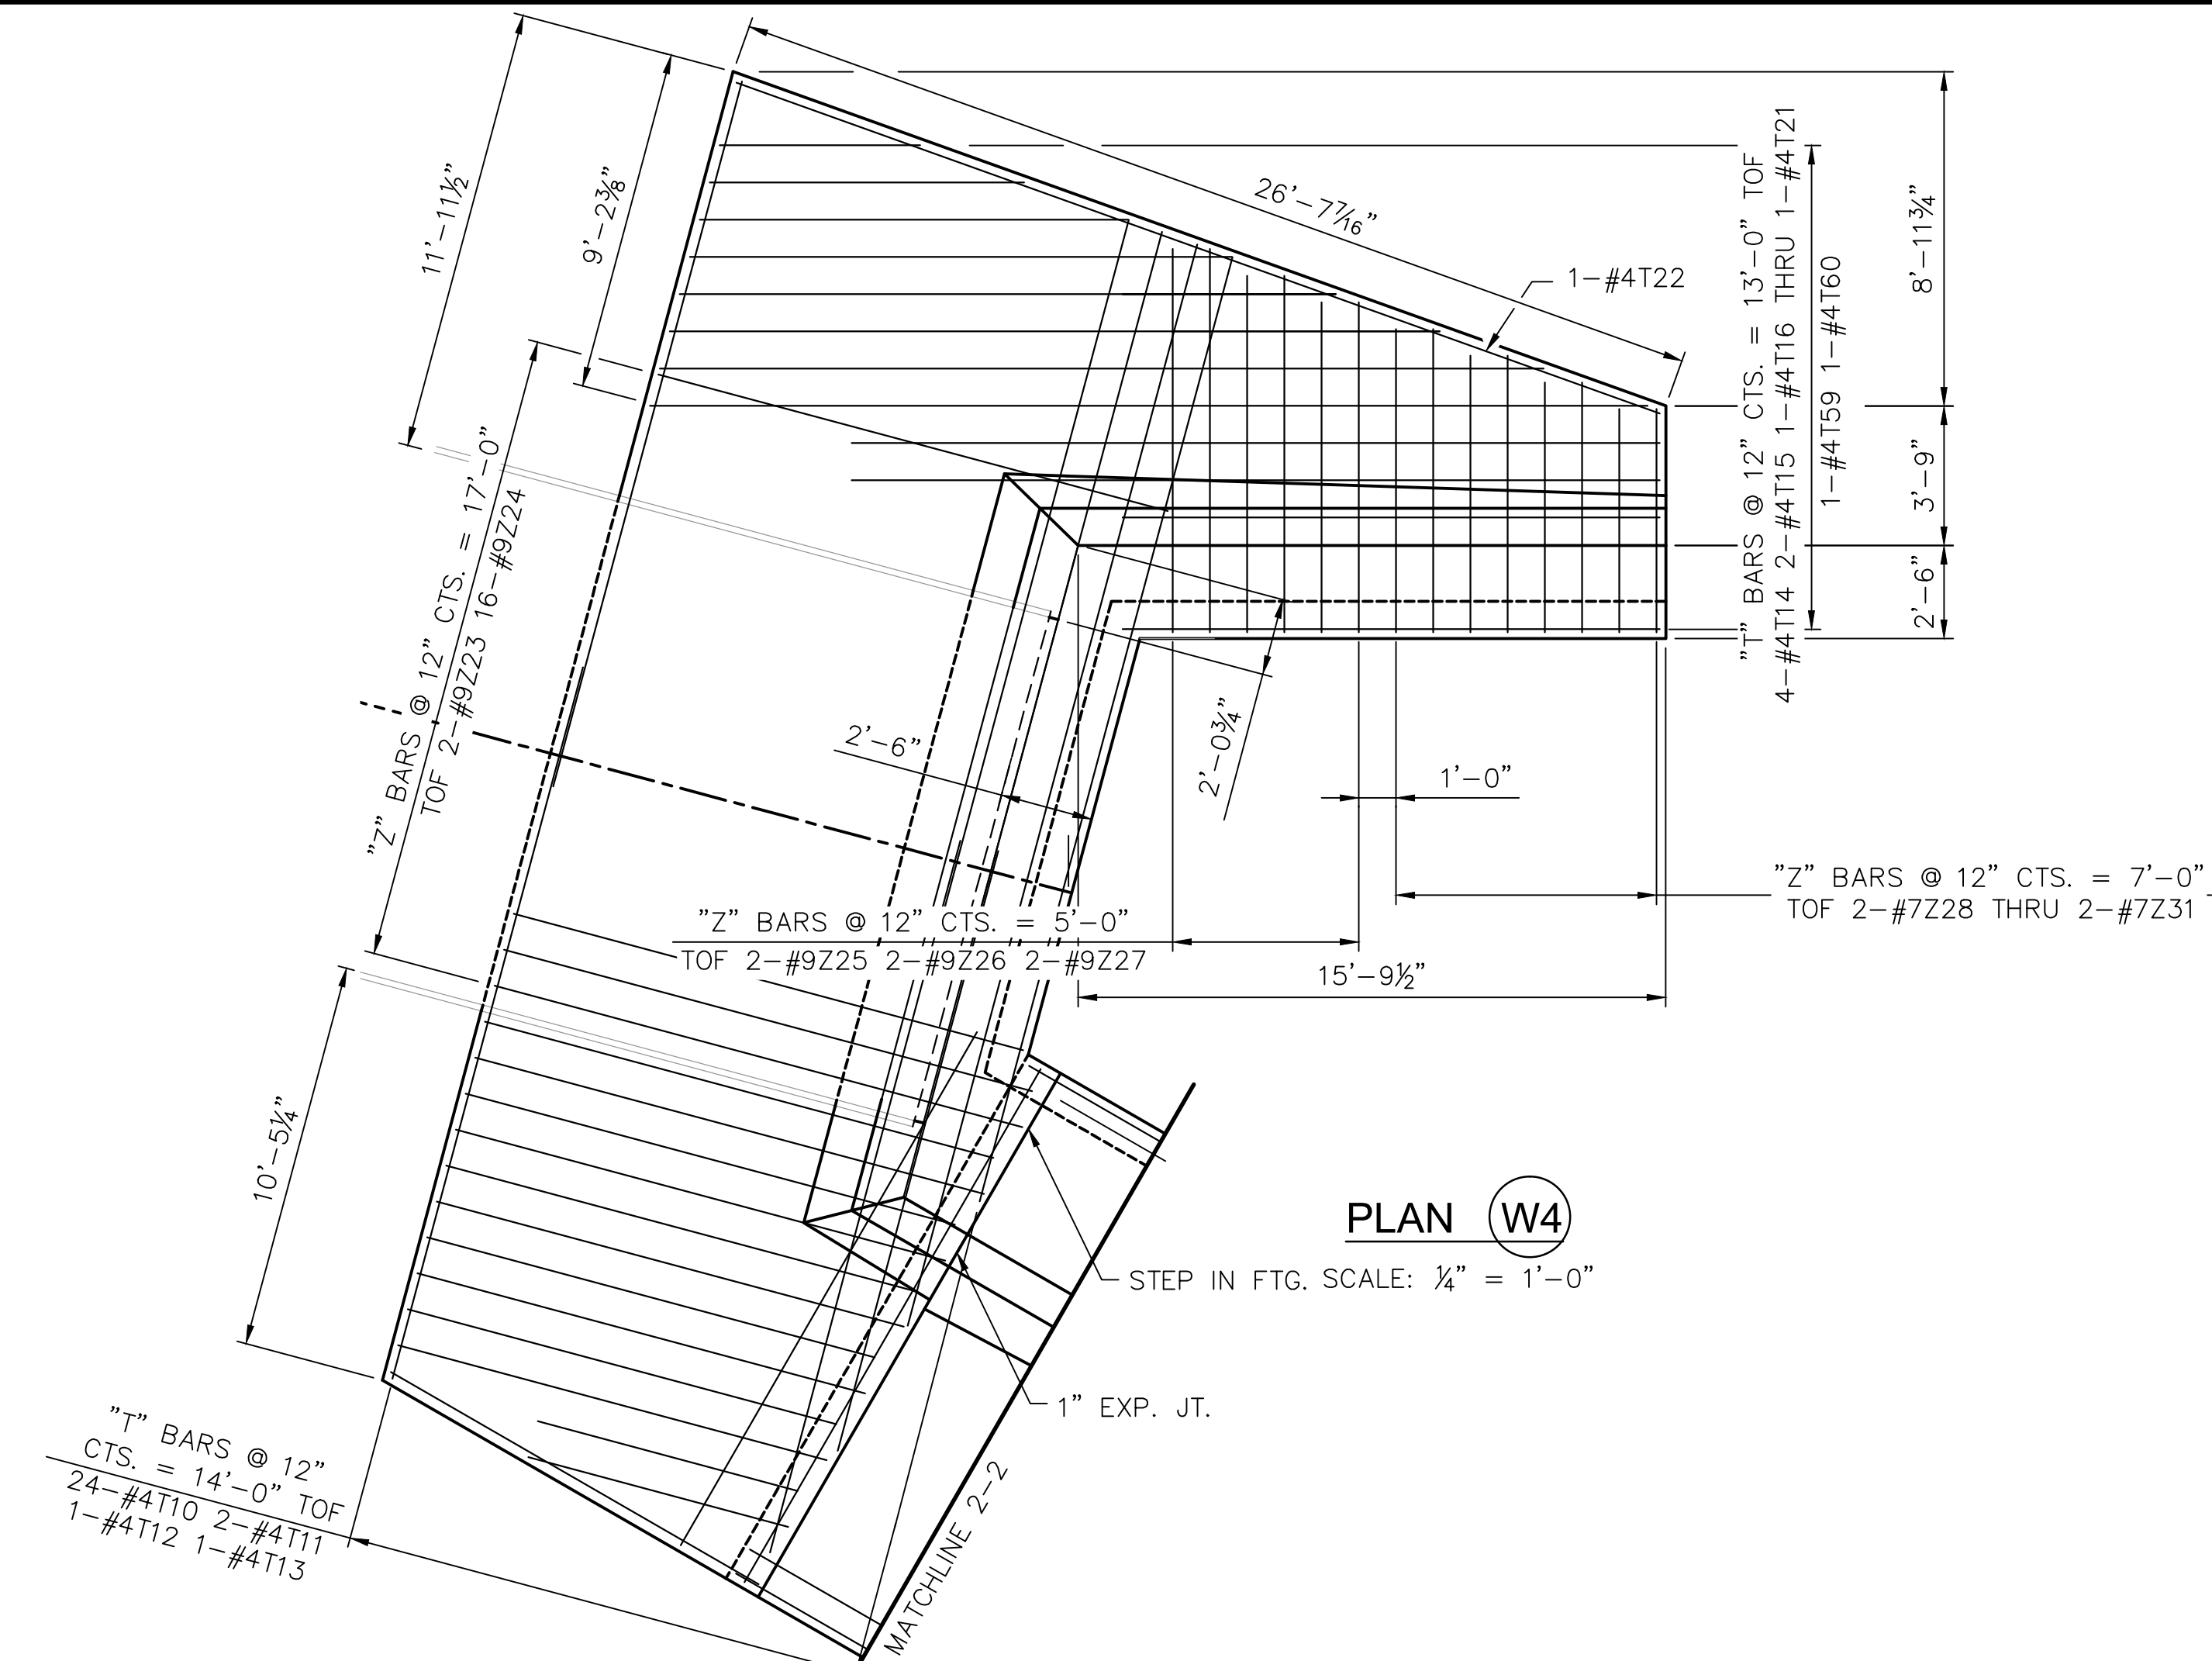 11'-11½"
9'-2⅜"
26'-7⁷⁄₁₆"
1-#4T22
"T" BARS @ 12" CTS. = 13'-0" TOF
4-#4T14 2-#4T15 1-#4T16 THRU 1-#4T21
1-#4T59 1-#4T60
8'-11¾"
3'-9"
2'-6"
"Z" BARS @ 12" CTS. = 17'-0"
TOF 2-#9Z23 16-#9Z24
2'-6"
2'-0¾"
1'-0"
"Z" BARS @ 12" CTS. = 7'-0"
TOF 2-#7Z28 THRU 2-#7Z31
"Z" BARS @ 12" CTS. = 5'-0"
TOF 2-#9Z25 2-#9Z26 2-#9Z27
15'-9½"
10'-5¼"
PLAN W4
STEP IN FTG. SCALE: ¼" = 1'-0"
1" EXP. JT.
"T" BARS @ 12"
CTS. = 14'-0" TOF
24-#4T10 2-#4T11
1-#4T12 1-#4T13
MATCHLINE 2-2